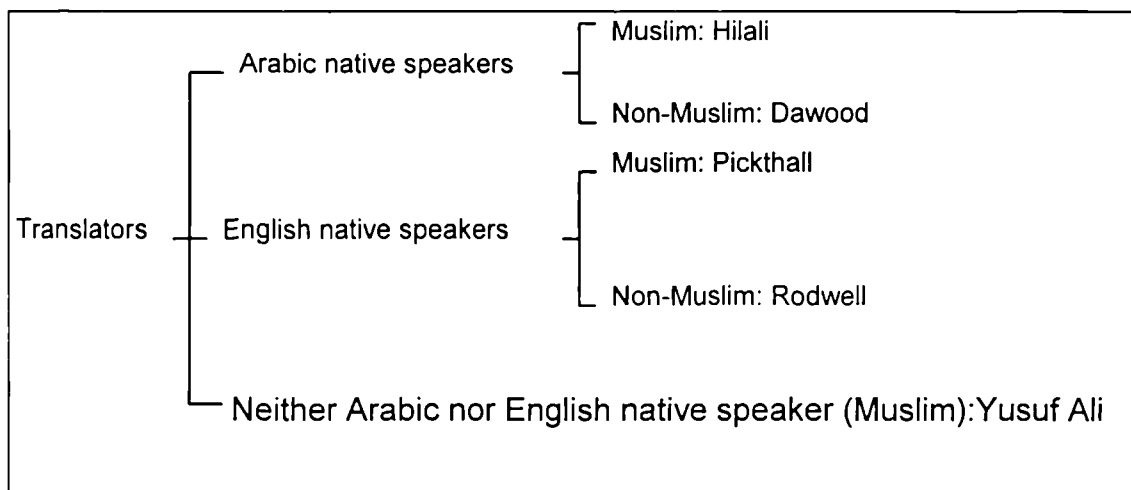 Muslim: Hilali
Arabic native speakers
Non-Muslim: Dawood
Muslim: Pickthall
Translators
English native speakers
Non-Muslim: Rodwell
Neither Arabic nor English native speaker (Muslim):Yusuf Ali